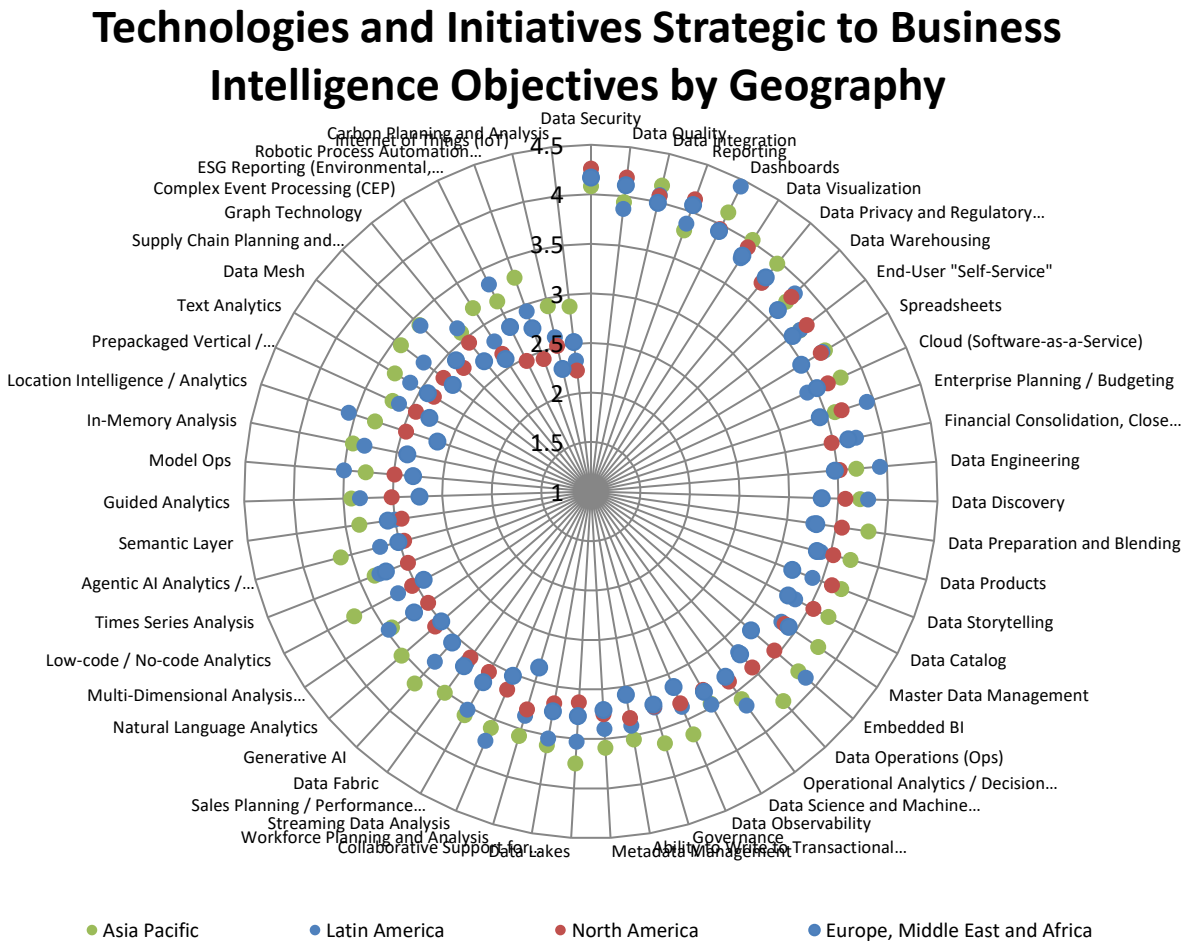 Technologies and Initiatives Strategic to Business
Intelligence Objectives by Geography
Data Security
Data Quality
Data Integration
Reporting
Dashboards
Data Visualization
Data Privacy and Regulatory...
Data Warehousing
End-User "Self-Service"
Spreadsheets
Cloud (Software-as-a-Service)
Enterprise Planning / Budgeting
Financial Consolidation, Close...
Data Engineering
Data Discovery
Data Preparation and Blending
Data Products
Data Storytelling
Data Catalog
Master Data Management
Embedded BI
Data Operations (Ops)
Operational Analytics / Decision...
Data Science and Machine...
Data Observability
Governance
Ability to Write to Transactional...
Metadata Management
Data Lakes
Collaborative Support for...
Workforce Planning and Analysis
Streaming Data Analysis
Sales Planning / Performance...
Data Fabric
Generative AI
Natural Language Analytics
Multi-Dimensional Analysis...
Low-code / No-code Analytics
Times Series Analysis
Agentic AI Analytics /...
Semantic Layer
Guided Analytics
Model Ops
In-Memory Analysis
Location Intelligence / Analytics
Prepackaged Vertical /...
Text Analytics
Data Mesh
Supply Chain Planning and...
Graph Technology
Complex Event Processing (CEP)
ESG Reporting (Environmental,...
Robotic Process Automation...
Internet of Things (IoT)
Carbon Planning and Analysis
4.5
4
3.5
3
2.5
2
1.5
1
Asia Pacific
Latin America
North America
Europe, Middle East and Africa